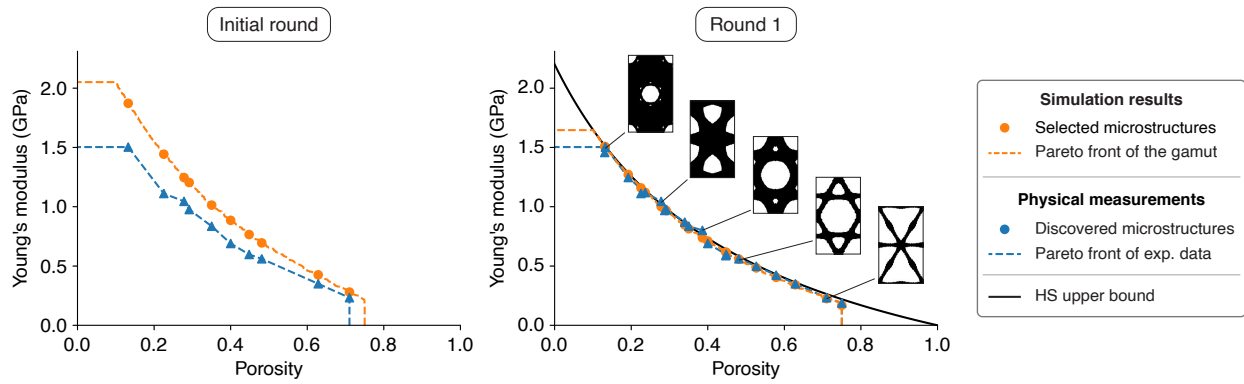 Initial round
Young's modulus (GPa)
2.0
1.5
1.0
0.5
0.0
0.0 0.2 0.4 0.6 0.8 1.0
Porosity
Round 1
Young's modulus (GPa)
2.0
1.5
1.0
0.5
0.0
0.0 0.2 0.4 0.6 0.8 1.0
Porosity
Simulation results
Selected microstructures
Pareto front of the gamut
Physical measurements
Discovered microstructures
Pareto front of exp. data
HS upper bound